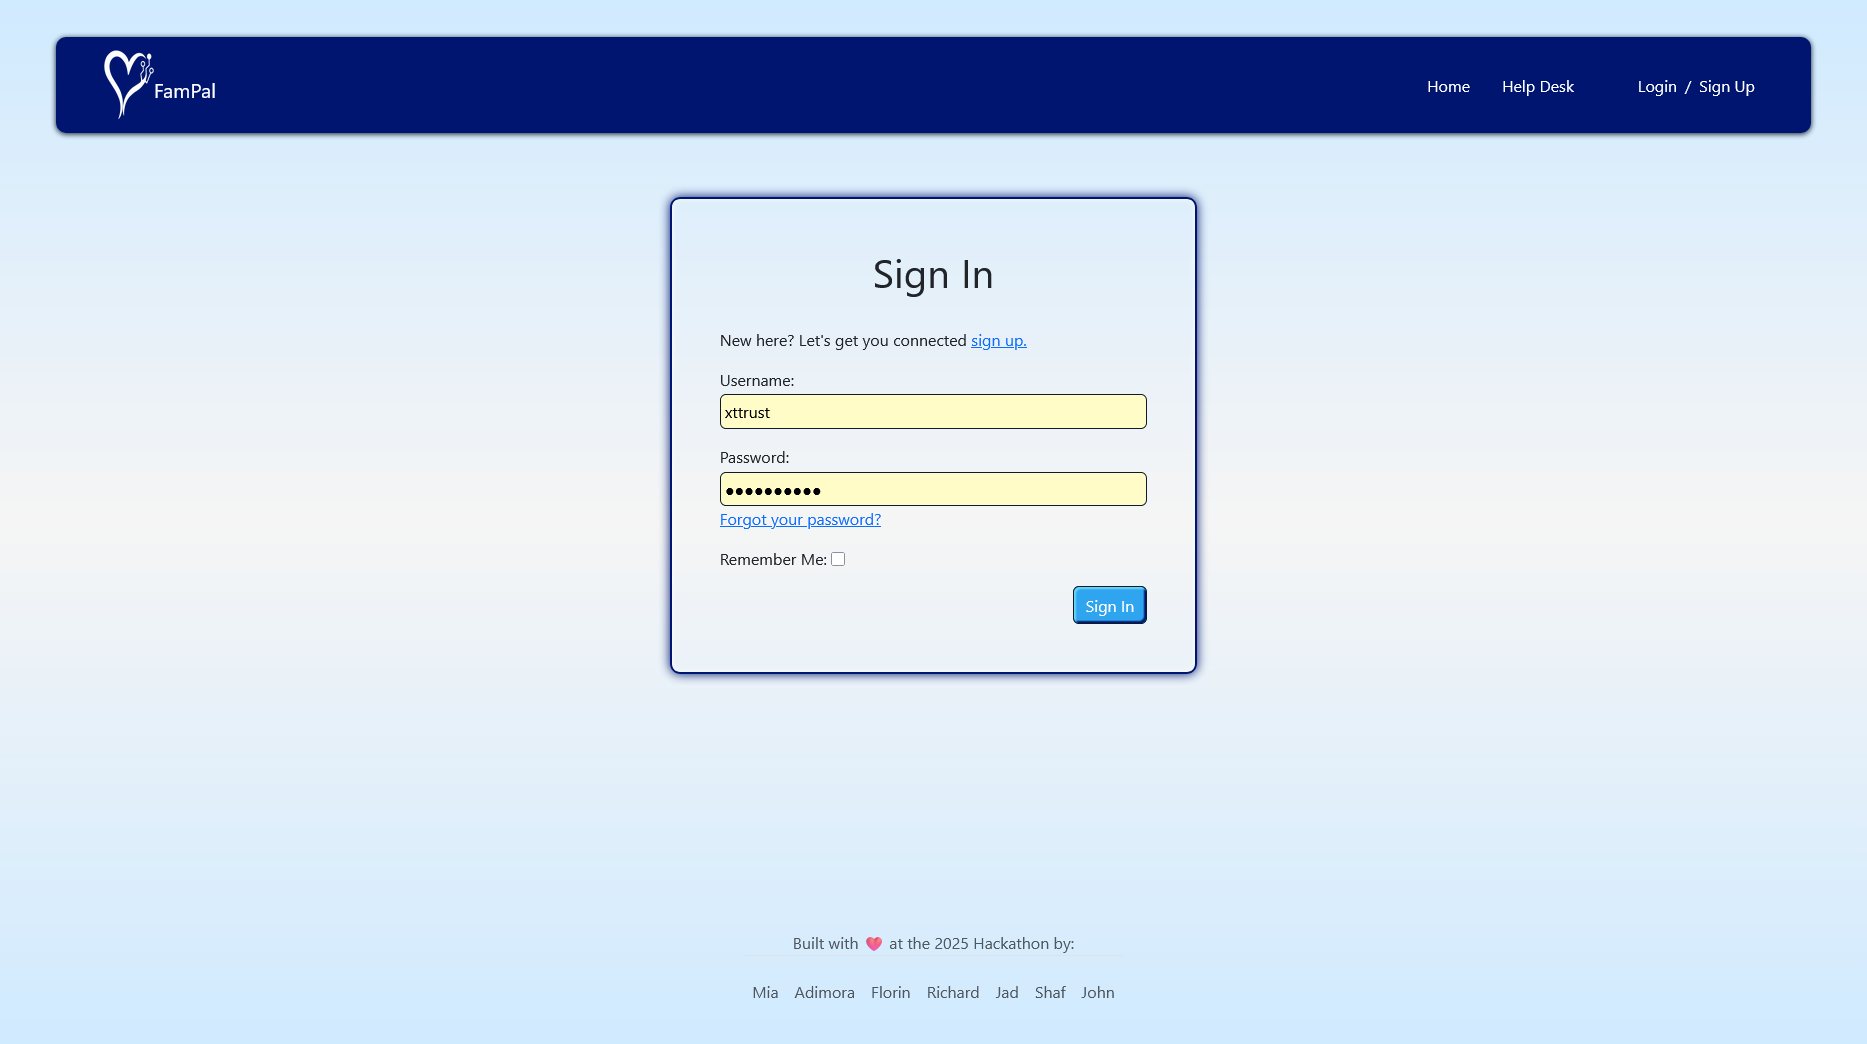 FamPal
Home Help Desk Login / Sign Up
Sign In
New here? Let's get you connected sign up.
Username:
xttrust
Password:
●●●●●●●●●●
Forgot your password?
Remember Me:
Sign In
Built with 💗 at the 2025 Hackathon by:
Mia Adimora Florin Richard Jad Shaf John